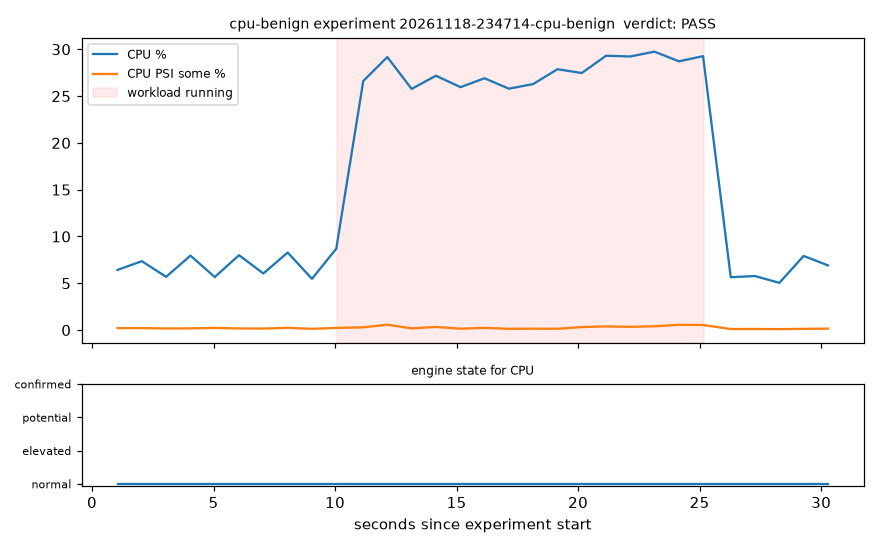 cpu-benign experiment 20261118-234714-cpu-benign  verdict: PASS
CPU %
CPU PSI some %
workload running
30
25
20
15
10
5
0
engine state for CPU
confirmed
potential
elevated
normal
0 5 10 15 20 25 30
seconds since experiment start